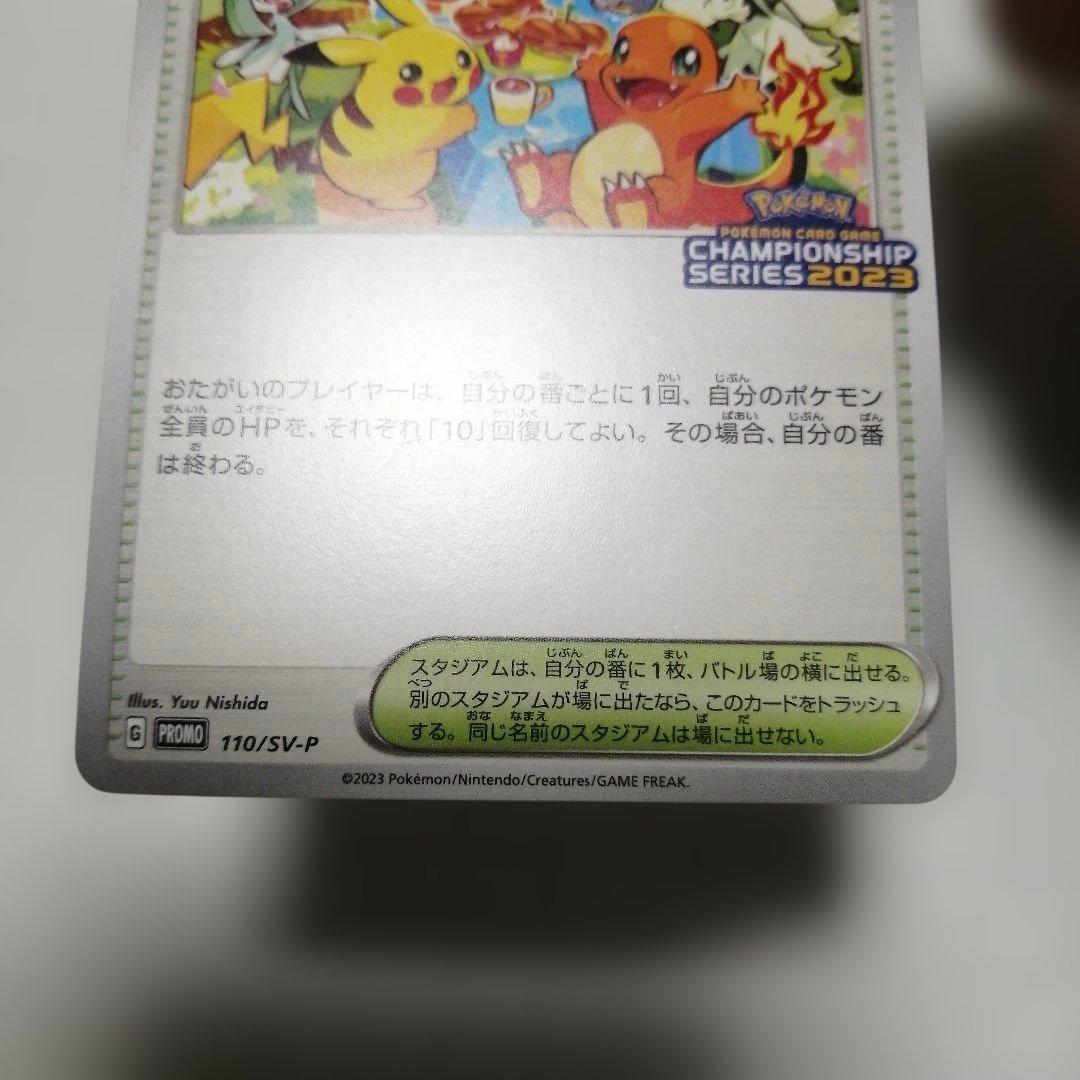 Pokémon
POKÉMON CARD GAME
CHAMPIONSHIP
SERIES 2023
おたがいのプレイヤーは、自分の番ごとに1回、自分のポケモン
全員のHPを、それぞれ「10」回復してよい。その場合、自分の番
は終わる。
スタジアムは、自分の番に1枚、バトル場の横に出せる。
別のスタジアムが場に出たなら、このカードをトラッシュ
する。同じ名前のスタジアムは場に出せない。
Illus. Yuu Nishida
G PROMO 110/SV-P
©2023 Pokémon/Nintendo/Creatures/GAME FREAK.